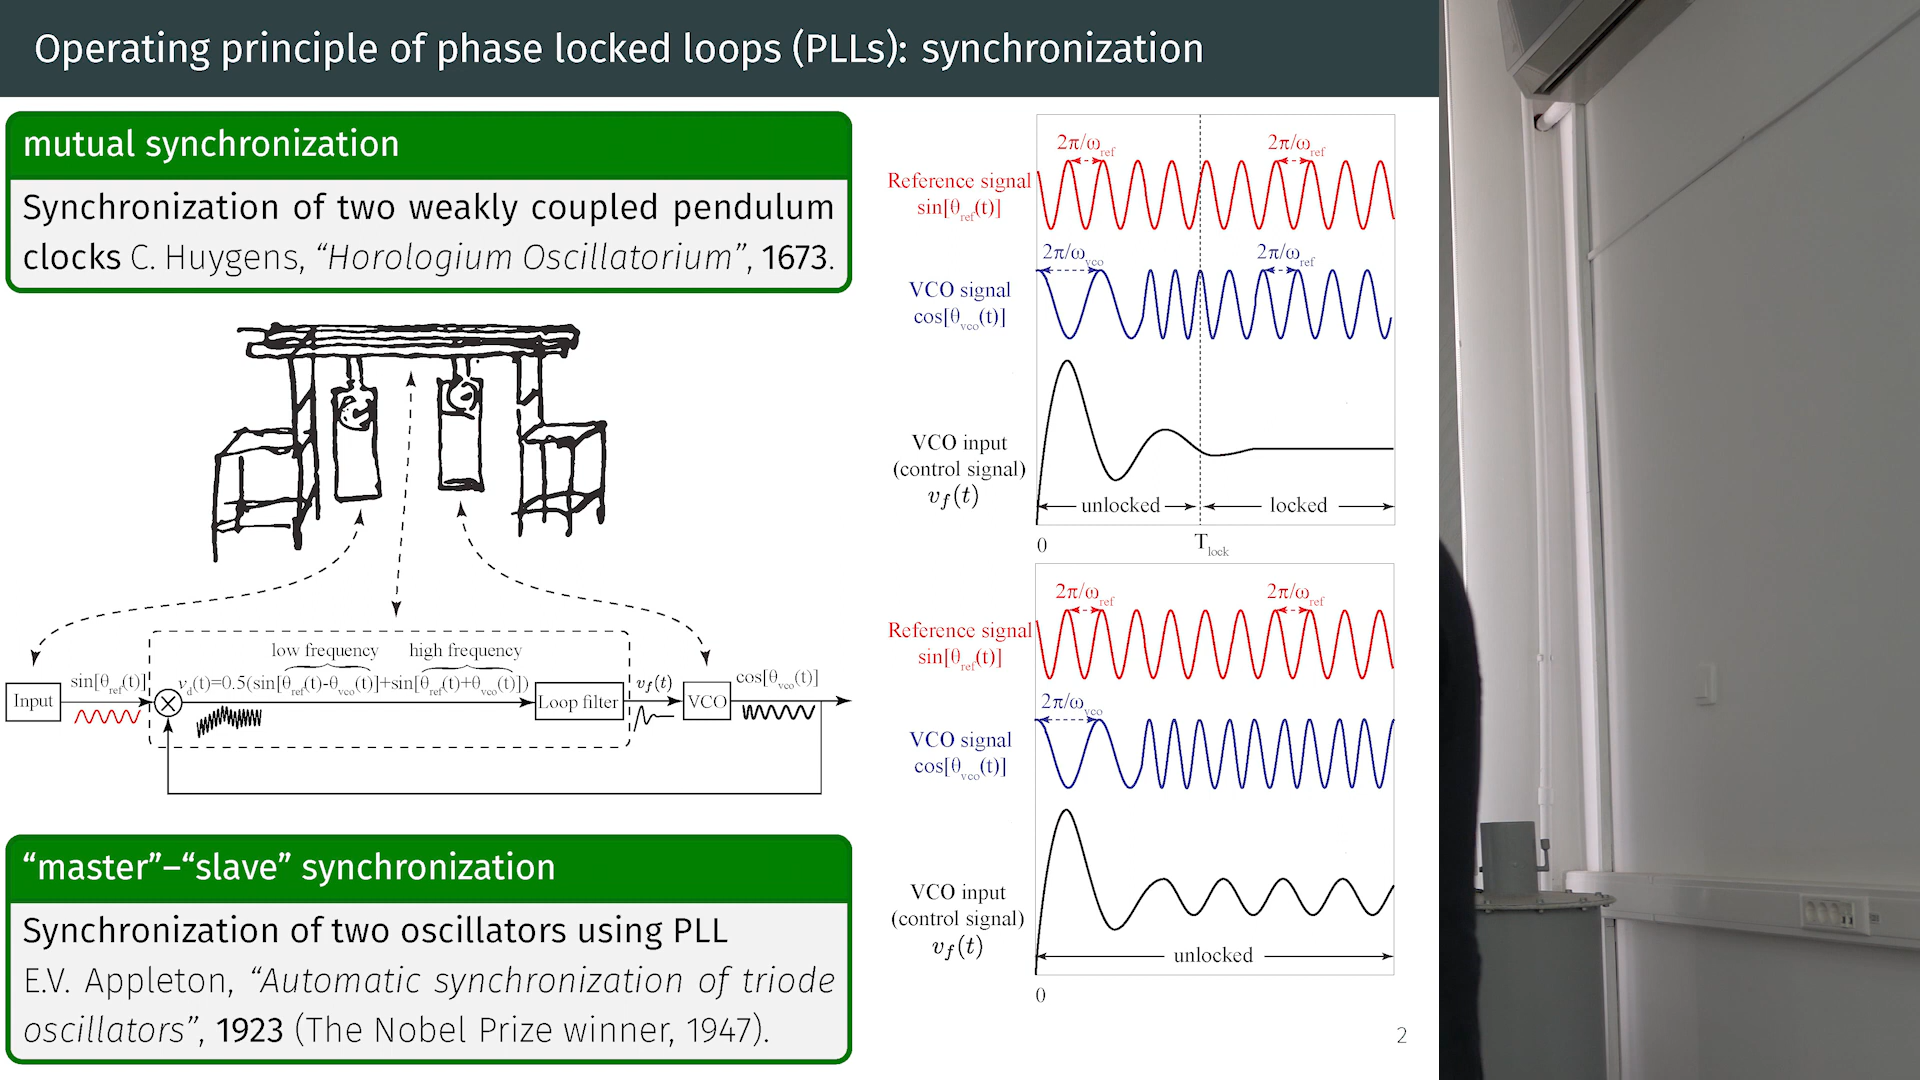 Operating principle of phase locked loops (PLLs): synchronization
mutual synchronization
Synchronization of two weakly coupled pendulum
clocks C. Huygens, “Horologium Oscillatorium”, 1673.
low frequency high frequency
Input
sin[θref(t)]
vd(t)=0.5(sin[θref(t)-θvco(t)]+sin[θref(t)+θvco(t)])
Loop filter
vf(t)
VCO
cos[θvco(t)]
“master”–“slave” synchronization
Synchronization of two oscillators using PLL
E.V. Appleton, “Automatic synchronization of triode
oscillators”, 1923 (The Nobel Prize winner, 1947).
2π/ωref 2π/ωref
Reference signal
sin[θref(t)]
2π/ωvco 2π/ωref
VCO signal
cos[θvco(t)]
VCO input
(control signal)
vf(t)
unlocked locked
0 Tlock
2π/ωref 2π/ωref
Reference signal
sin[θref(t)]
2π/ωvco
VCO signal
cos[θvco(t)]
VCO input
(control signal)
vf(t)
unlocked
0
2